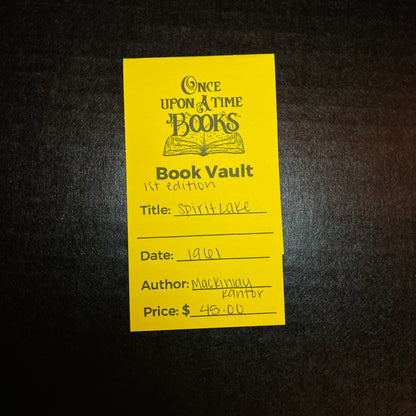 ONCE
UPON A TIME
BOOKS
Book Vault
1st edition
Title: Spirit Lake
Date: 1961
Author: Mackinlay
Kantor
Price: $ 45.00